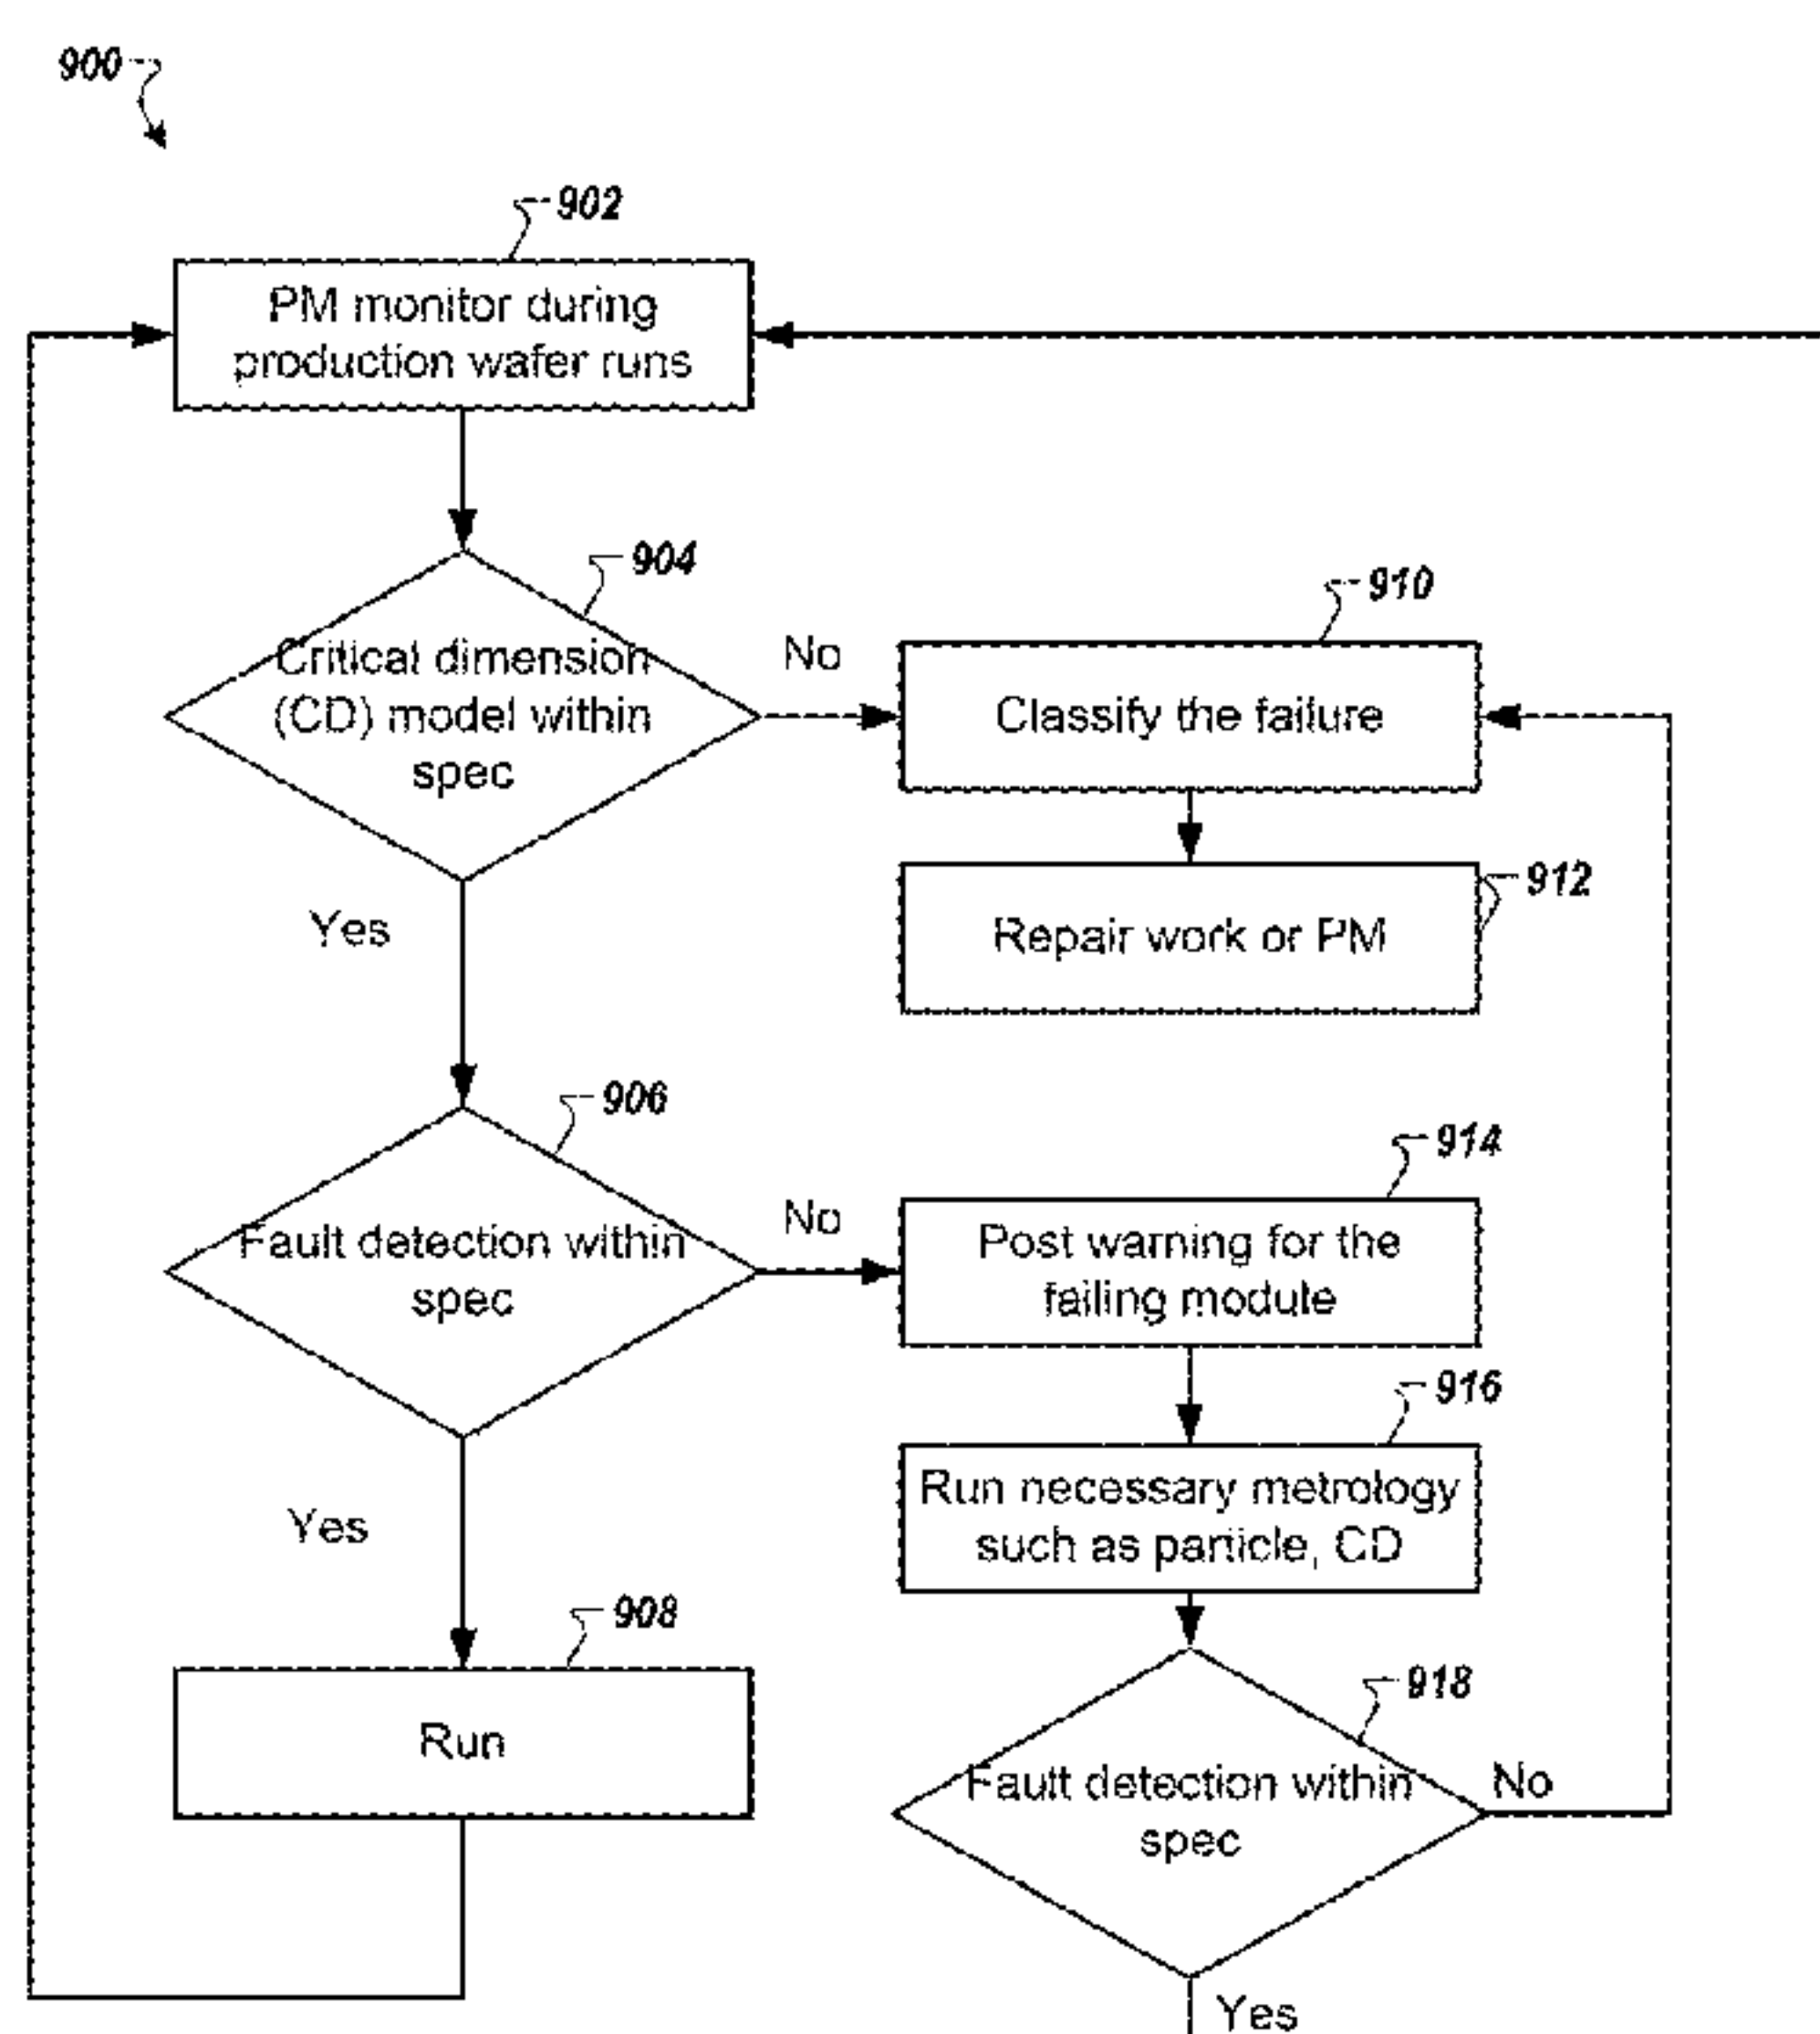 900
902
PM monitor during
production wafer runs
904
Critical dimension
(CD) model within
spec
No
910
Classify the failure
912
Repair work or PM
Yes
906
Fault detection within
spec
No
914
Post warning for the
failing module
916
Run necessary metrology
such as particle, CD
Yes
908
Run
918
Fault detection within
spec
No
Yes